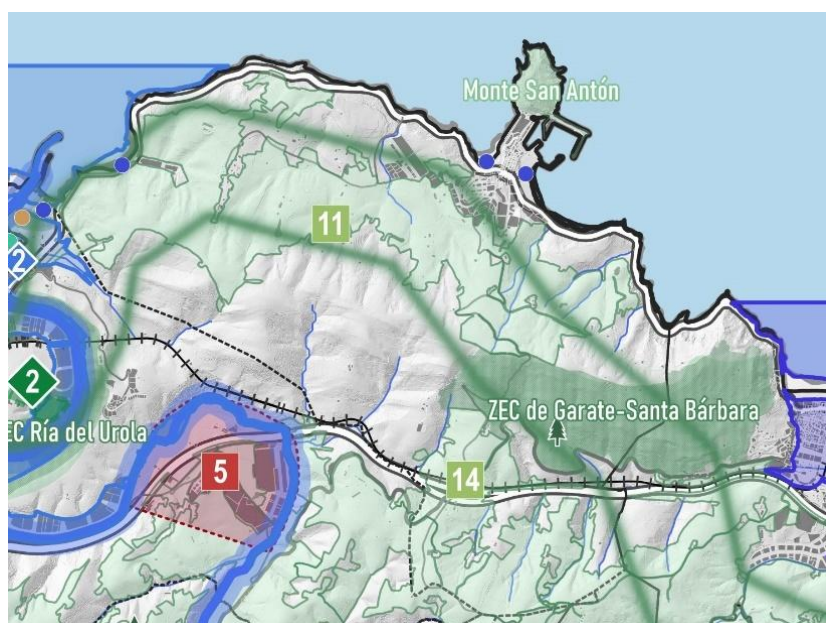 Monte San Antón
11
2
2
ZEC de Garate-Santa Bárbara
EC Ría del Urola
5
14